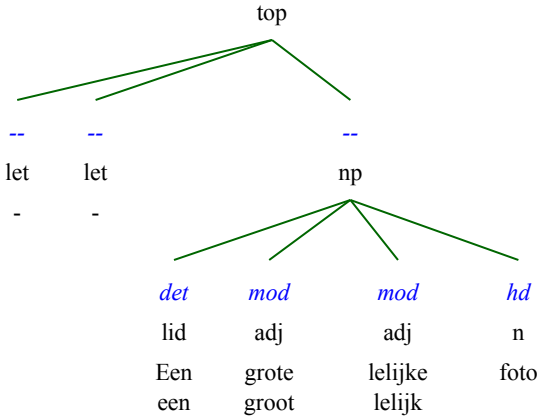 top
-- -- --
let let np
- -
det mod mod hd
lid adj adj n
Een grote lelijke foto
een groot lelijk